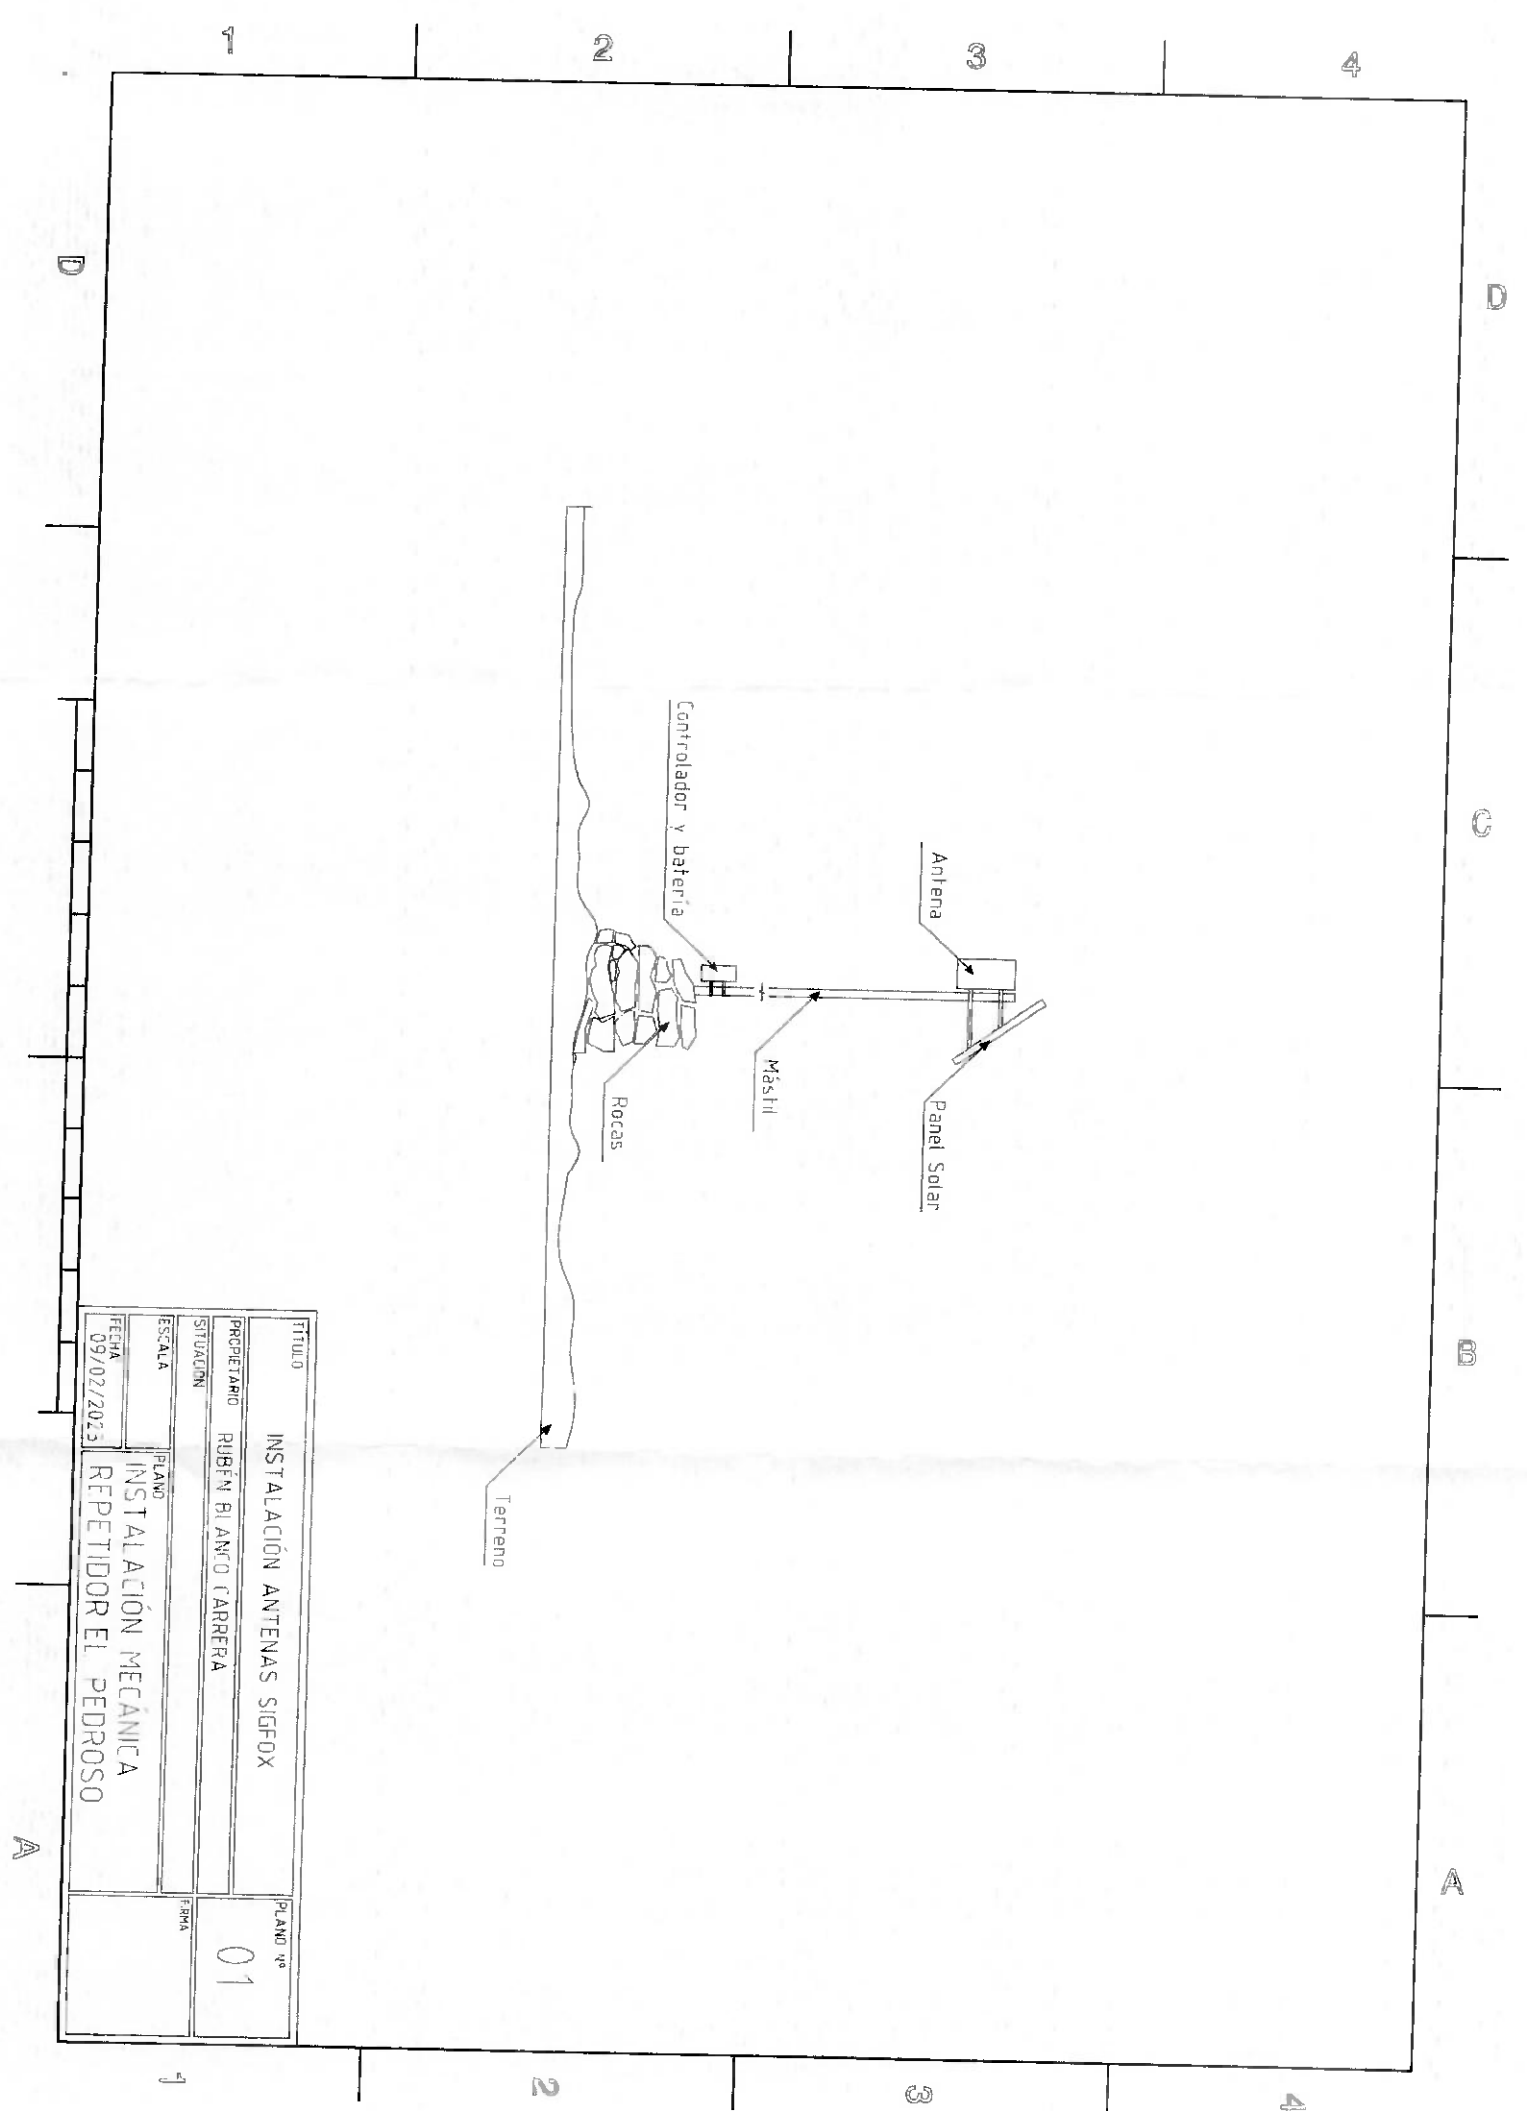 1
2
3
4
D
D
C
B
A
A
Antena
Panel Solar
Controlador y batería
Mástil
Rocas
Terreno
TÍTULO
INSTALACIÓN ANTENAS SIGFOX
PLANO Nº
01
PROPIETARIO RUBÉN BLANCO CARRERA
SITUACIÓN
FIRMA
ESCALA
PLANO
INSTALACIÓN MECÁNICA
REPETIDOR EL PEDROSO
FECHA
09/02/2023
1
2
3
4